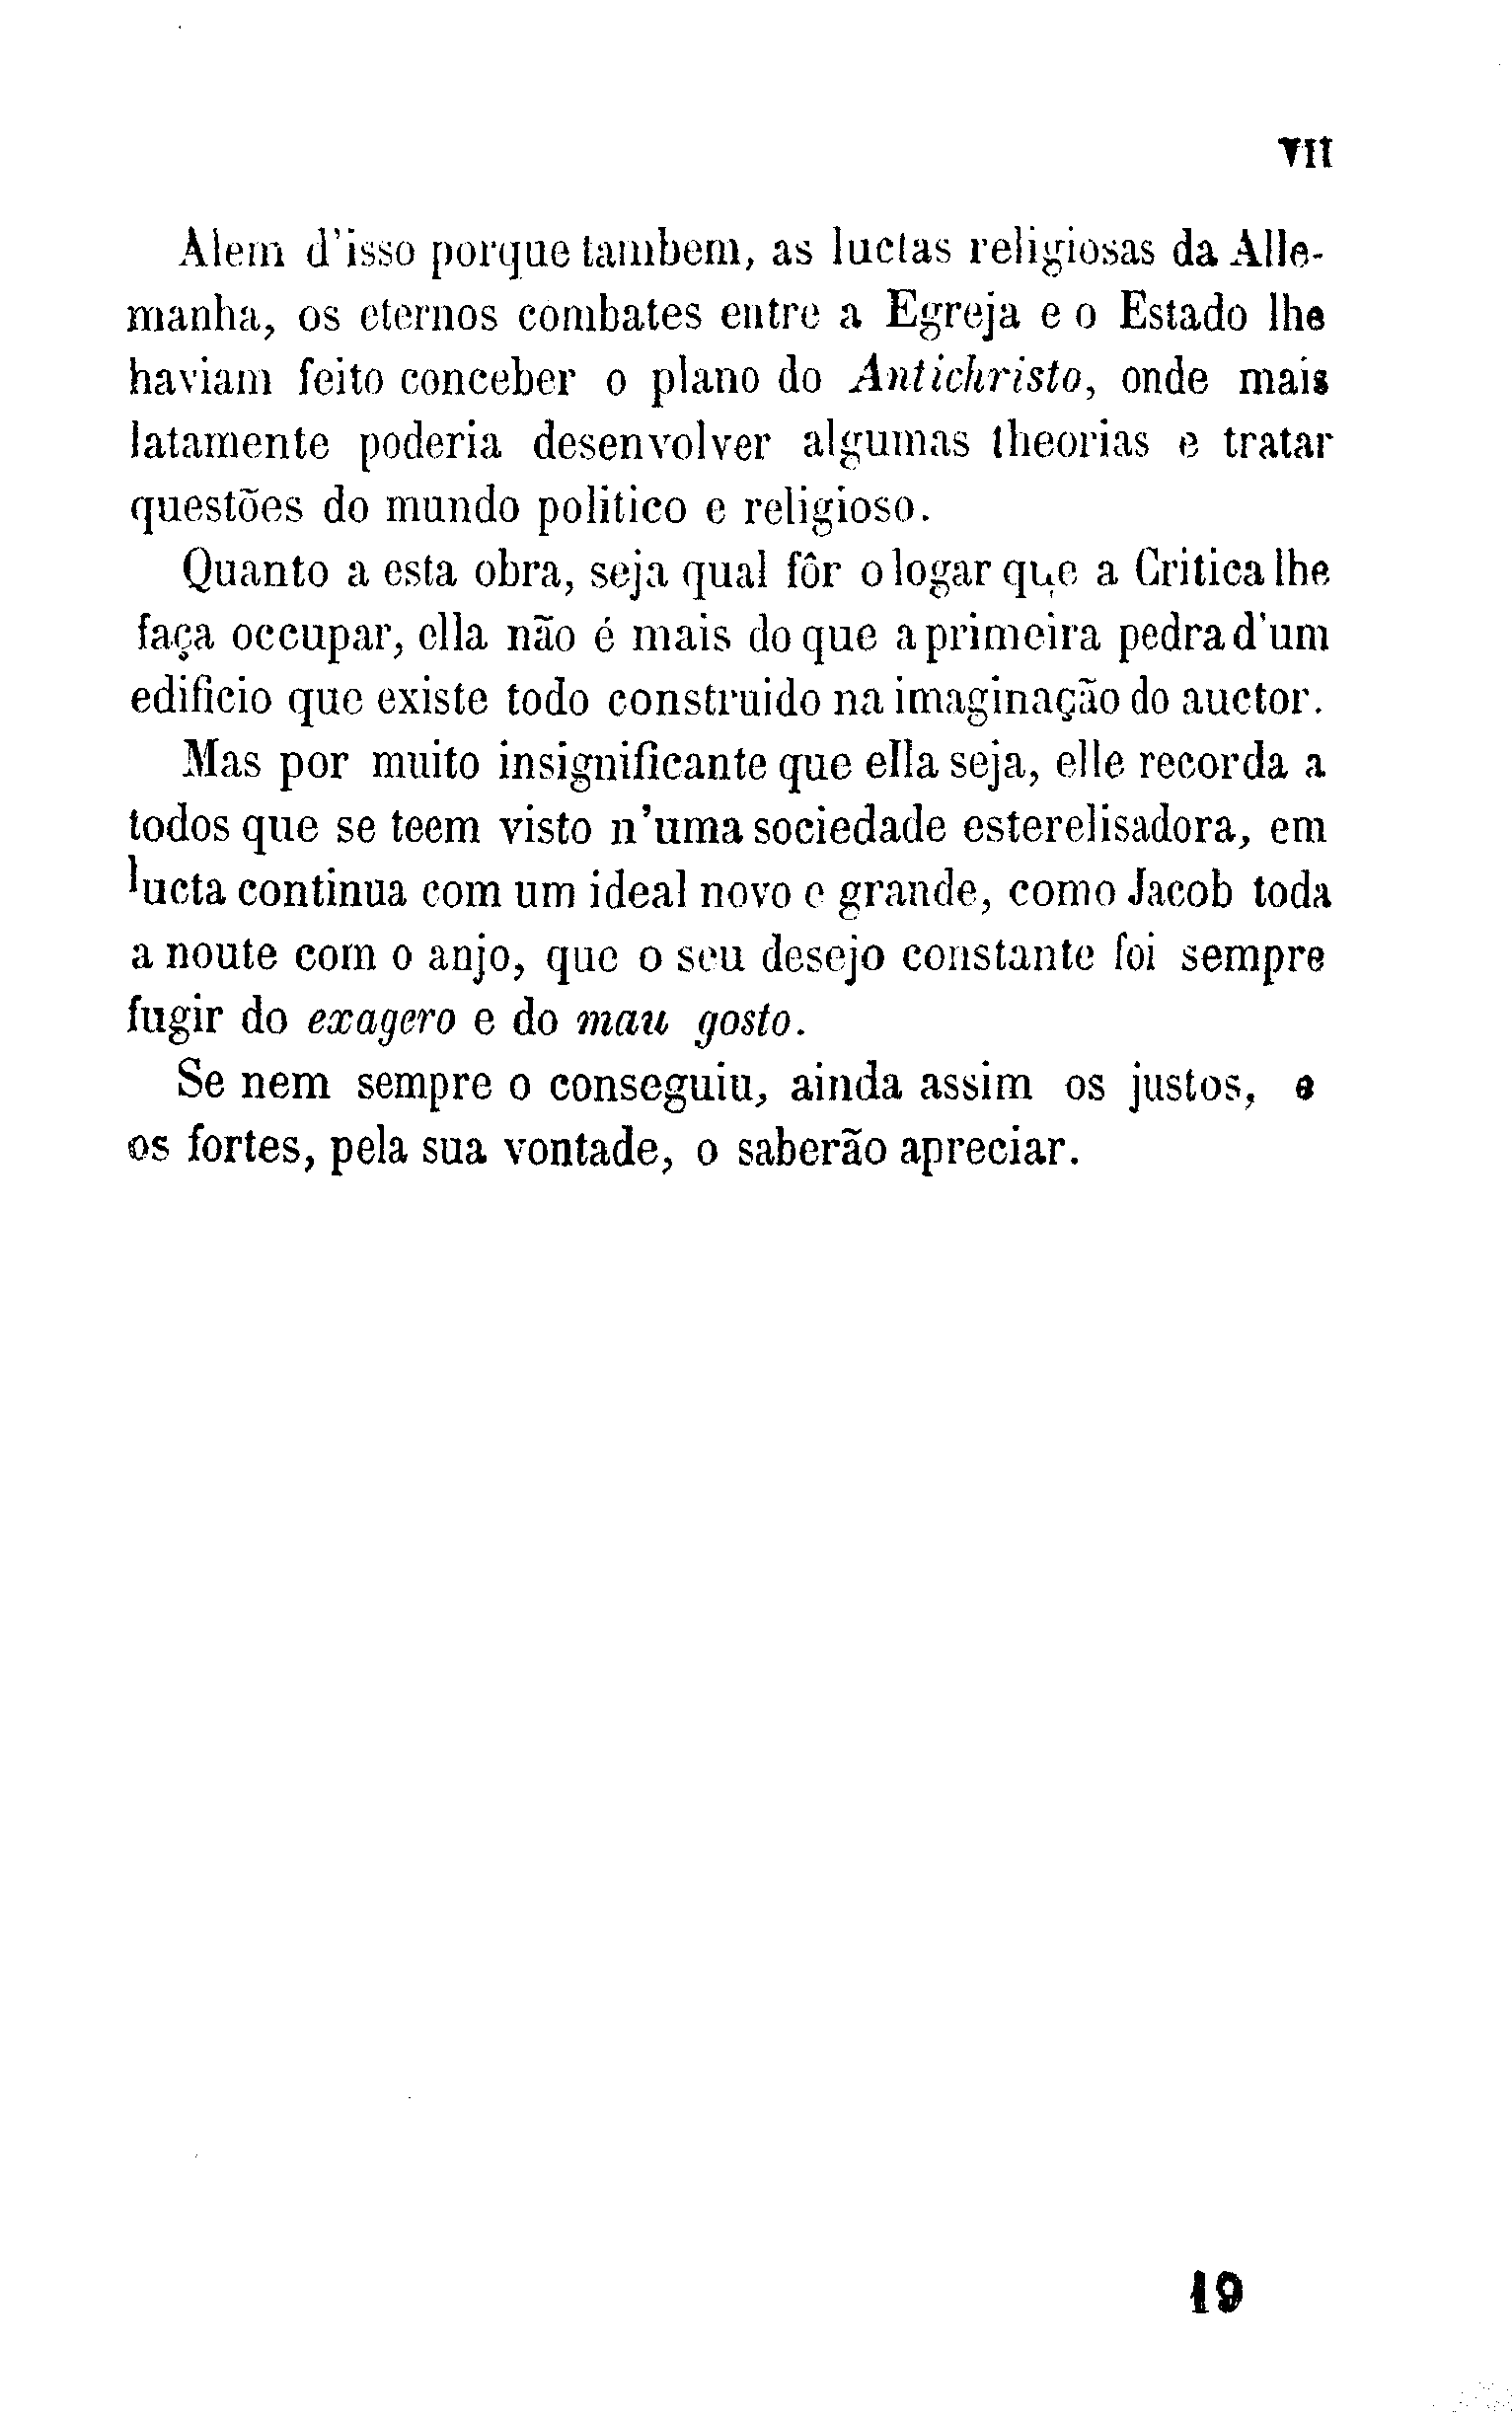 VII
Alem d'isso porque tambem, as luctas religiosas da Alle-
manha, os eternos combates entre a Egreja e o Estado lhe
haviam feito conceber o plano do Antichristo, onde mais
latamente poderia desenvolver algumas theorias e tratar
questões do mundo politico e religioso.
Quanto a esta obra, seja qual fôr o logar que a Critica lhe
faça occupar, ella não é mais do que a primeira pedra d'um
edificio que existe todo construido na imaginação do auctor.
Mas por muito insignificante que ella seja, elle recorda a
todos que se teem visto n'uma sociedade esterelisadora, em
lucta continua com um ideal novo e grande, como Jacob toda
a noute com o anjo, que o seu desejo constante foi sempre
fugir do exagero e do mau gosto.
Se nem sempre o conseguiu, ainda assim os justos, e
os fortes, pela sua vontade, o saberão apreciar.
19